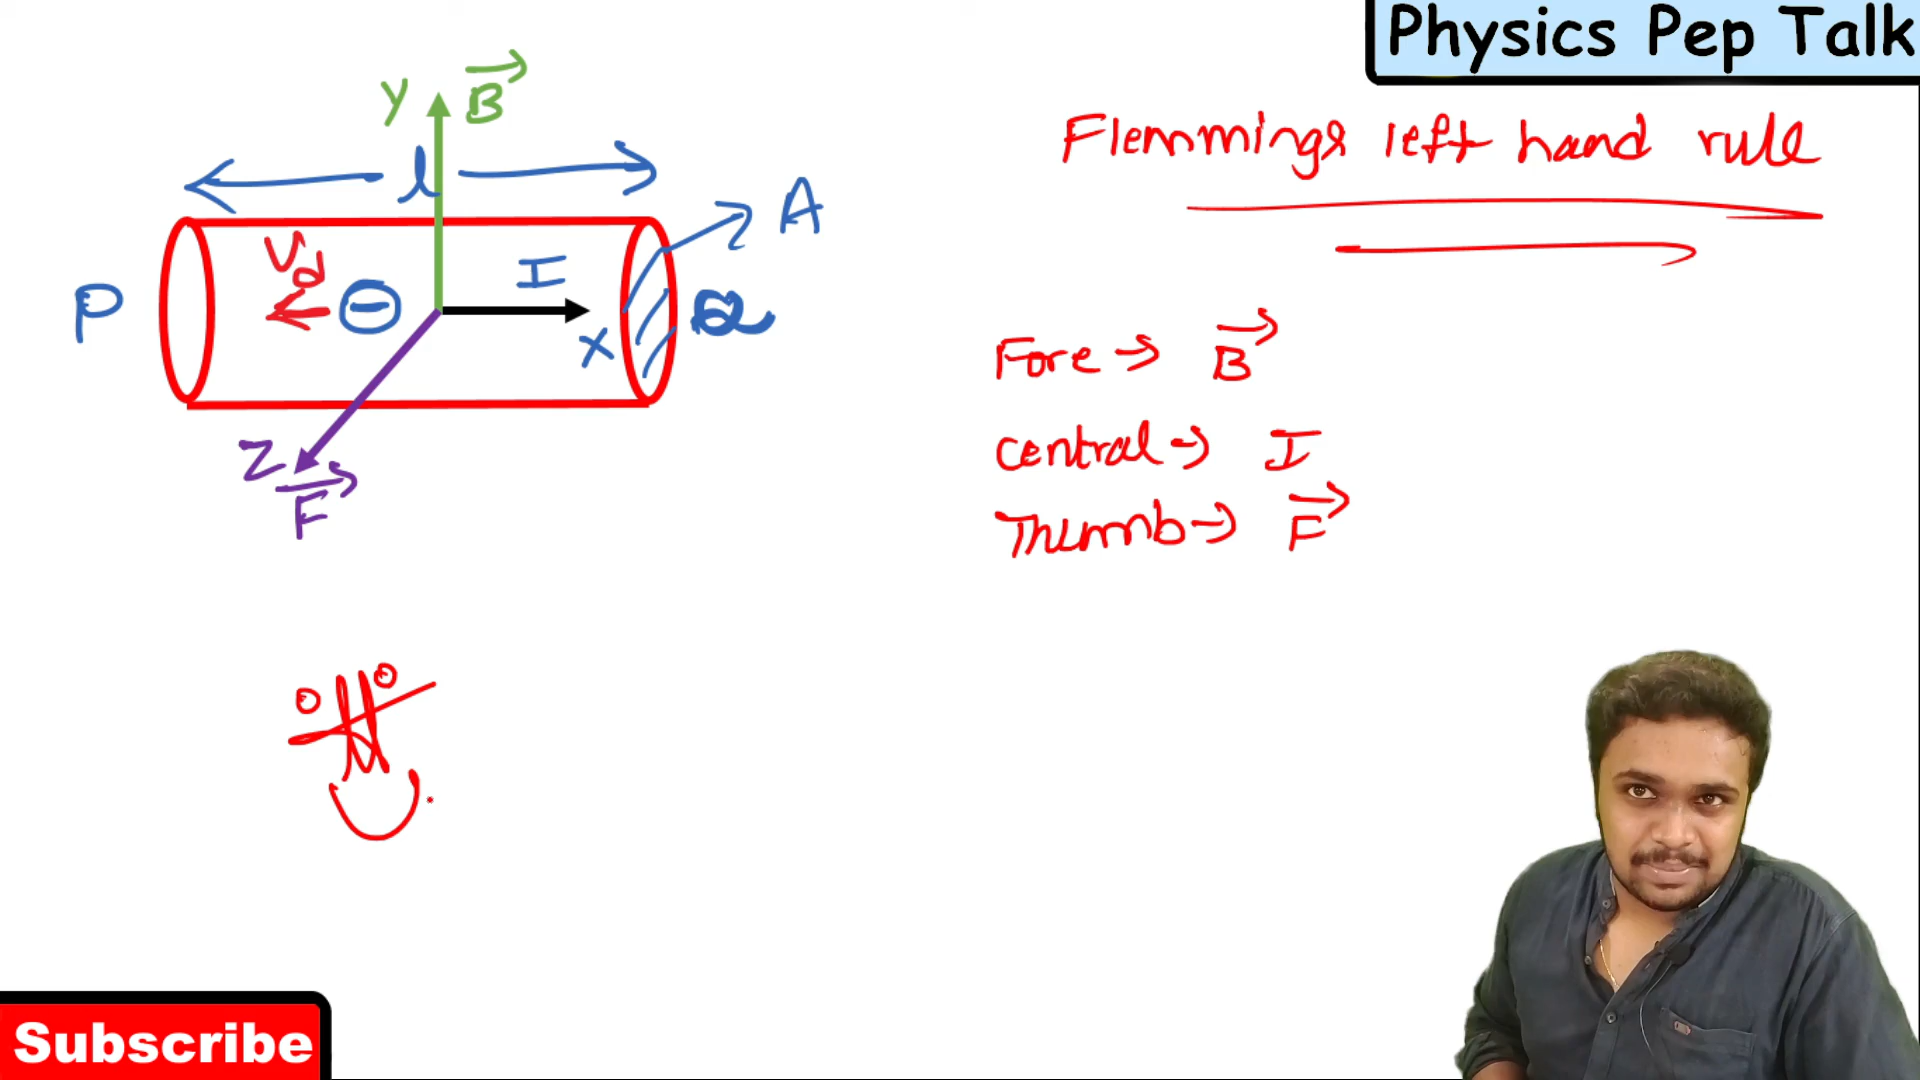 Physics Pep Talk
Flemmings left hand rule
Y B
l
A
Vd
I
P
Q
X
Z
F
Fore → B
central → I
Thumb → F
Subscribe